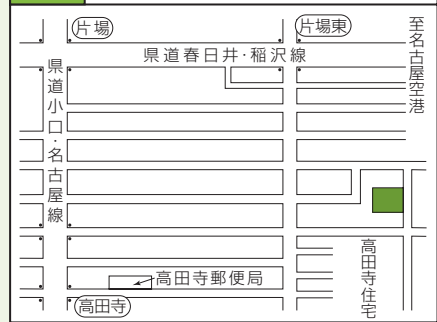 片場
片場東
至名古屋空港
県道春日井・稲沢線
県道小口・名古屋線
高田寺郵便局
高田寺住宅
高田寺